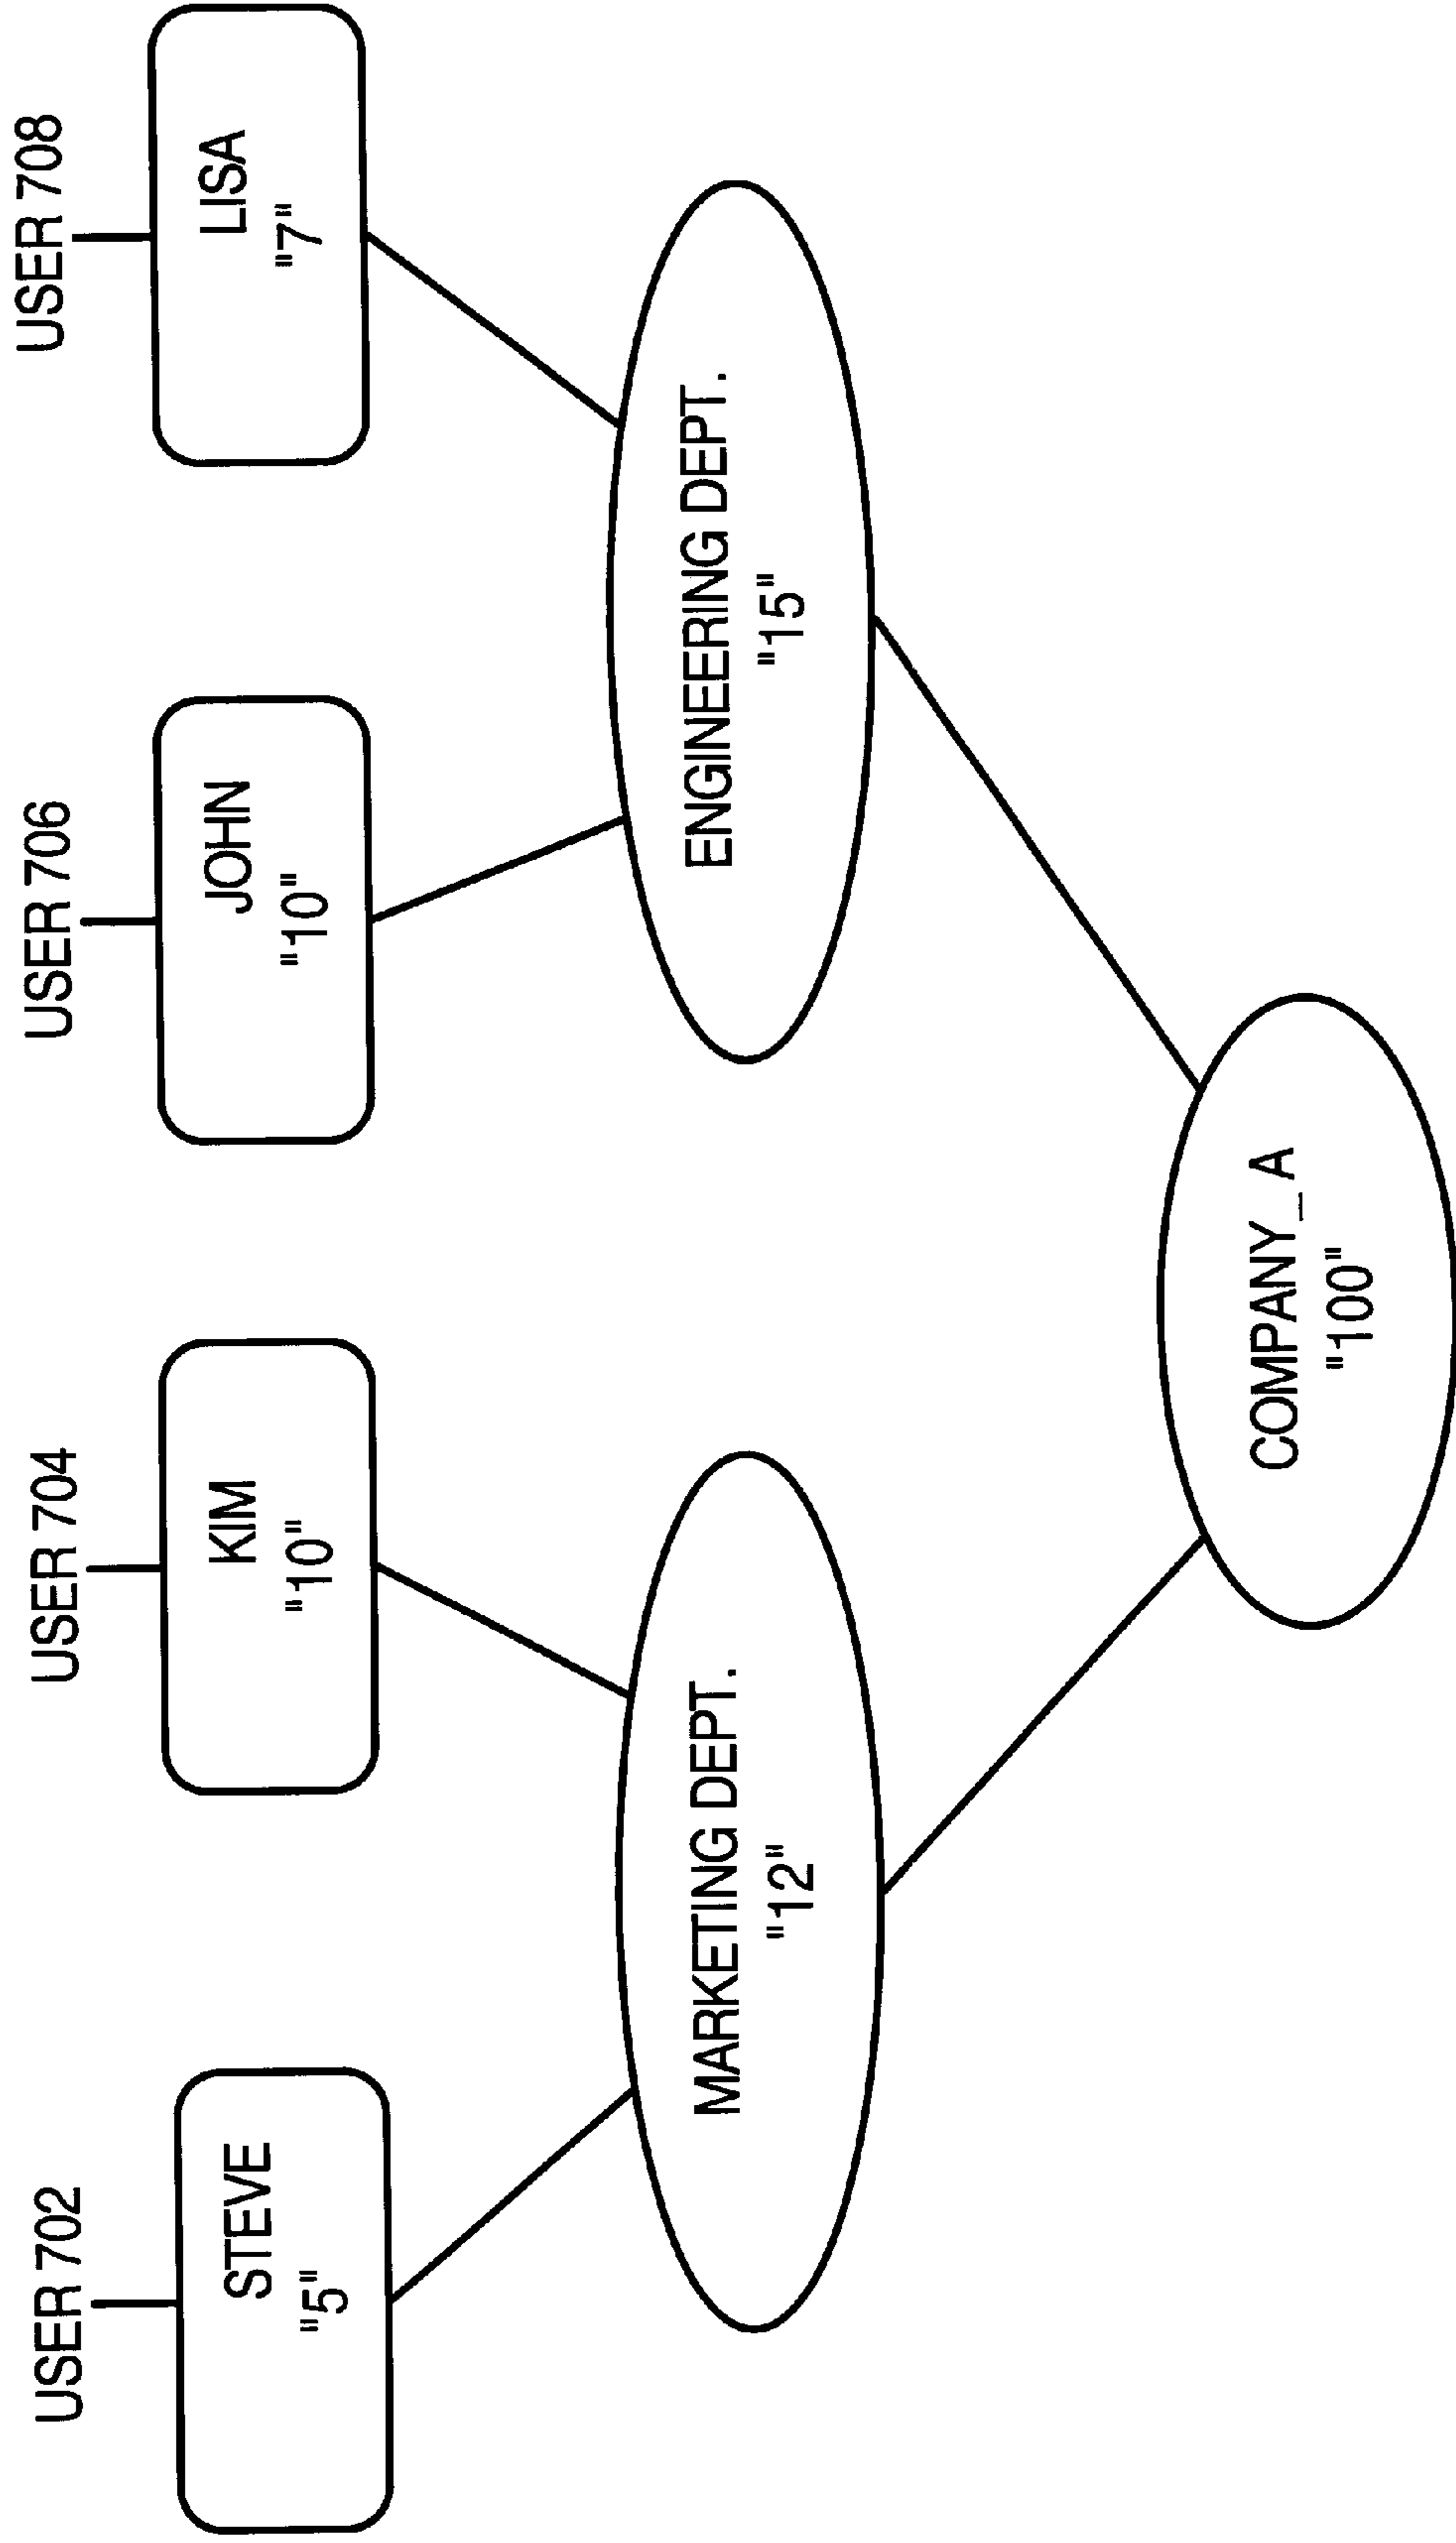 USER 702
USER 704
USER 706
USER 708
STEVE
"5"
KIM
"10"
JOHN
"10"
LISA
"7"
MARKETING DEPT.
"12"
ENGINEERING DEPT.
"15"
COMPANY_A
"100"